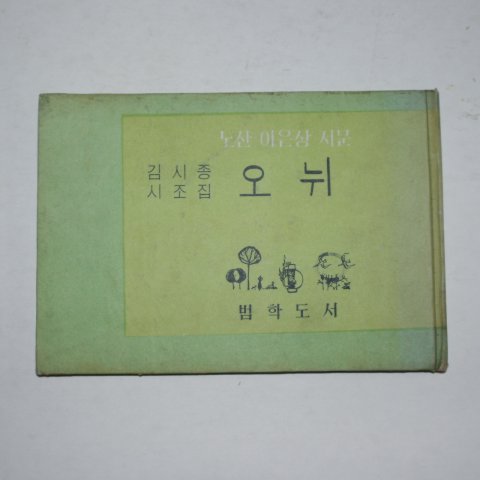 노산 이은상 서문
김시종
시조집
오뉘
범학도서